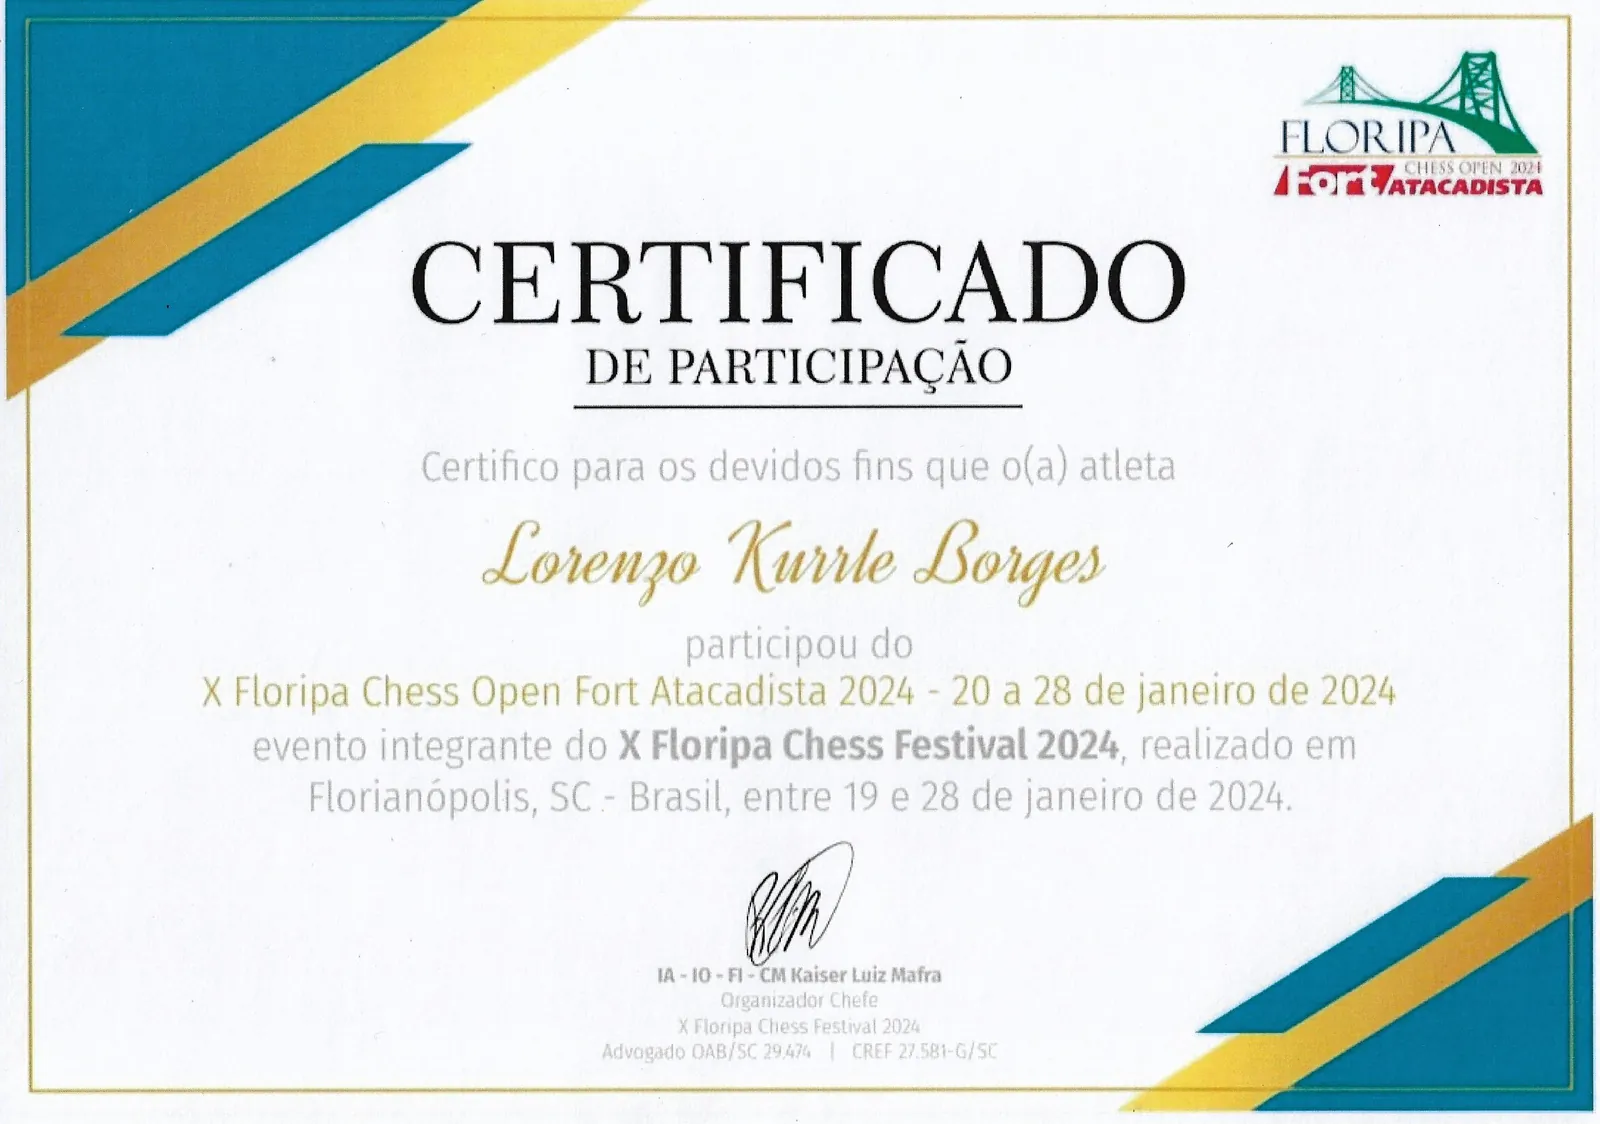 FLORIPA
CHESS OPEN 2024
Fort ATACADISTA
CERTIFICADO
DE PARTICIPAÇÃO
Certifico para os devidos fins que o(a) atleta
Lorenzo Kurrle Borges
participou do
X Floripa Chess Open Fort Atacadista 2024 - 20 a 28 de janeiro de 2024
evento integrante do X Floripa Chess Festival 2024, realizado em
Florianópolis, SC - Brasil, entre 19 e 28 de janeiro de 2024.
IA - IO - FI - CM Kaiser Luiz Mafra
Organizador Chefe
X Floripa Chess Festival 2024
Advogado OAB/SC 29.474 | CREF 27.581-G/SC